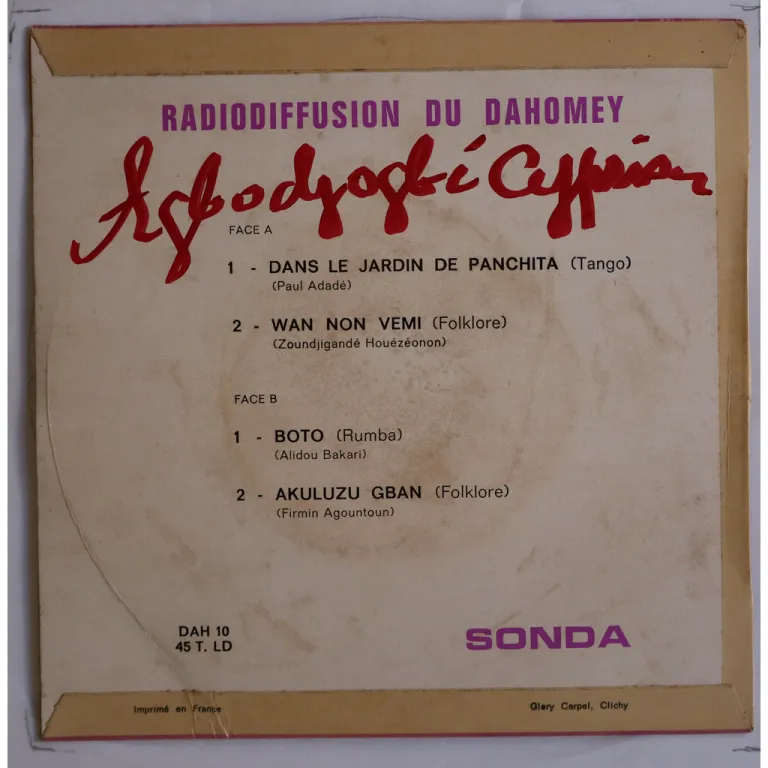 RADIODIFFUSION DU DAHOMEY
Agbodjogbé Cyprien
FACE A
1 - DANS LE JARDIN DE PANCHITA (Tango)
(Paul Adadé)
2 - WAN NON VEMI (Folklore)
(Zoundjigandé Houézéonon)
FACE B
1 - BOTO (Rumba)
(Alidou Bakari)
2 - AKULUZU GBAN (Folklore)
(Firmin Agountoun)
DAH 10
45 T. LD
SONDA
Imprimé en France
Glory Carpel, Clichy